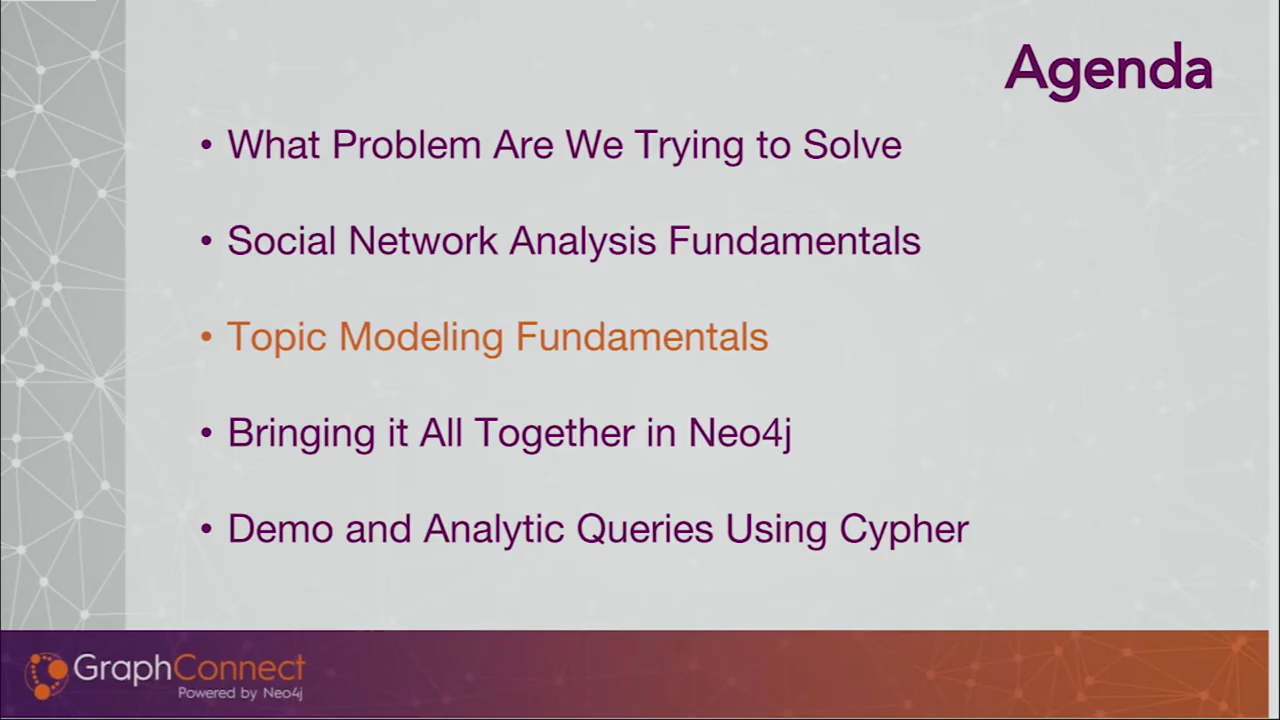 Agenda
• What Problem Are We Trying to Solve
• Social Network Analysis Fundamentals
• Topic Modeling Fundamentals
• Bringing it All Together in Neo4j
• Demo and Analytic Queries Using Cypher
GraphConnect
Powered by Neo4j